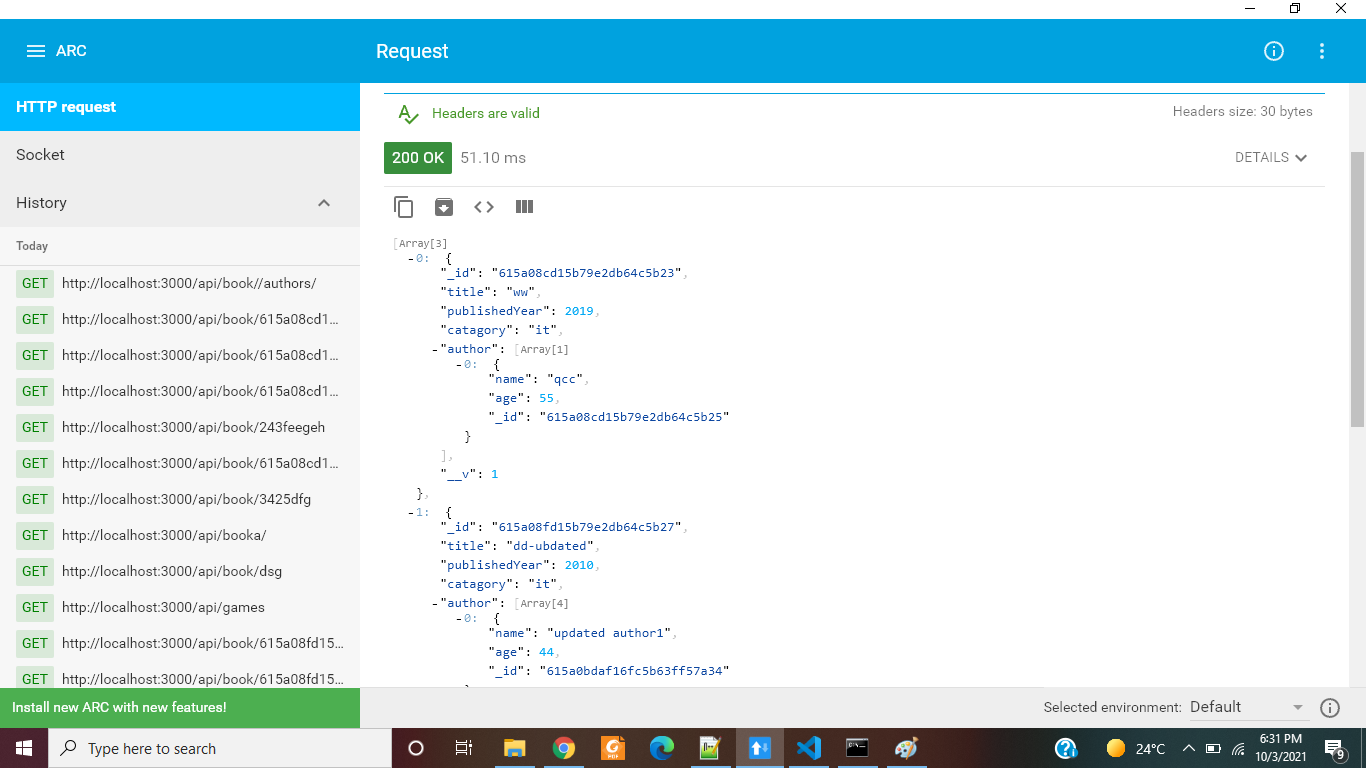 ARC
Request
HTTP request
Socket
History
Today
GET http://localhost:3000/api/book//authors/
GET http://localhost:3000/api/book/615a08cd1...
GET http://localhost:3000/api/book/615a08cd1...
GET http://localhost:3000/api/book/615a08cd1...
GET http://localhost:3000/api/book/243feegeh
GET http://localhost:3000/api/book/615a08cd1...
GET http://localhost:3000/api/book/3425dfg
GET http://localhost:3000/api/booka/
GET http://localhost:3000/api/book/dsg
GET http://localhost:3000/api/games
GET http://localhost:3000/api/book/615a08fd15...
GET http://localhost:3000/api/book/615a08fd15...
Install new ARC with new features!
Headers are valid
Headers size: 30 bytes
200 OK 51.10 ms
DETAILS
[Array[3]
-0: {
"_id": "615a08cd15b79e2db64c5b23",
"title": "ww",
"publishedYear": 2019,
"catagory": "it",
-"author": [Array[1]
-0: {
"name": "qcc",
"age": 55,
"_id": "615a08cd15b79e2db64c5b25"
}
],
"__v": 1
},
-1: {
"_id": "615a08fd15b79e2db64c5b27",
"title": "dd-ubdated",
"publishedYear": 2010,
"catagory": "it",
-"author": [Array[4]
-0: {
"name": "updated author1",
"age": 44,
"_id": "615a0bdaf16fc5b63ff57a34"
Selected environment: Default
Type here to search
24°C
6:31 PM
10/3/2021
9